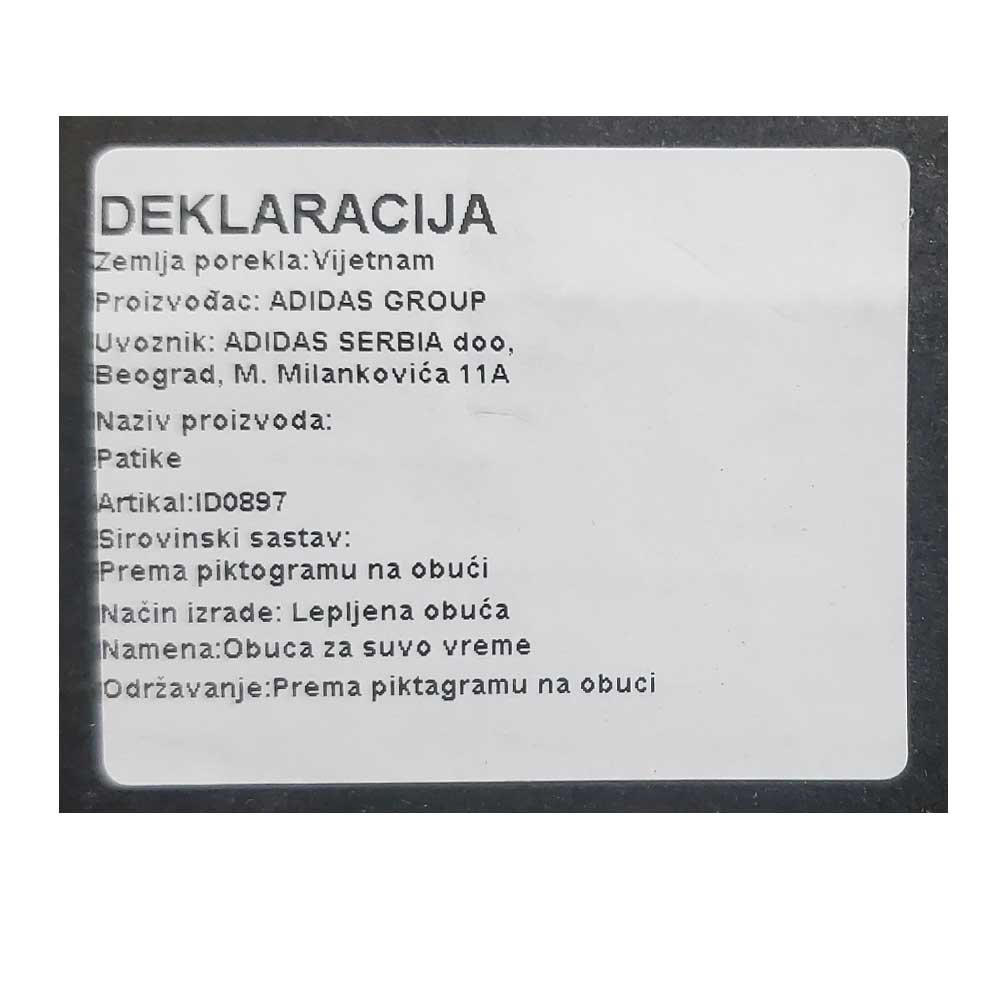 DEKLARACIJA
Zemlja porekla:Vijetnam
Proizvođac: ADIDAS GROUP
Uvoznik: ADIDAS SERBIA doo,
Beograd, M. Milankovića 11A
Naziv proizvoda:
Patike
Artikal:ID0897
Sirovinski sastav:
Prema piktogramu na obući
Način izrade: Lepljena obuća
Namena:Obuca za suvo vreme
Održavanje:Prema piktagramu na obuci